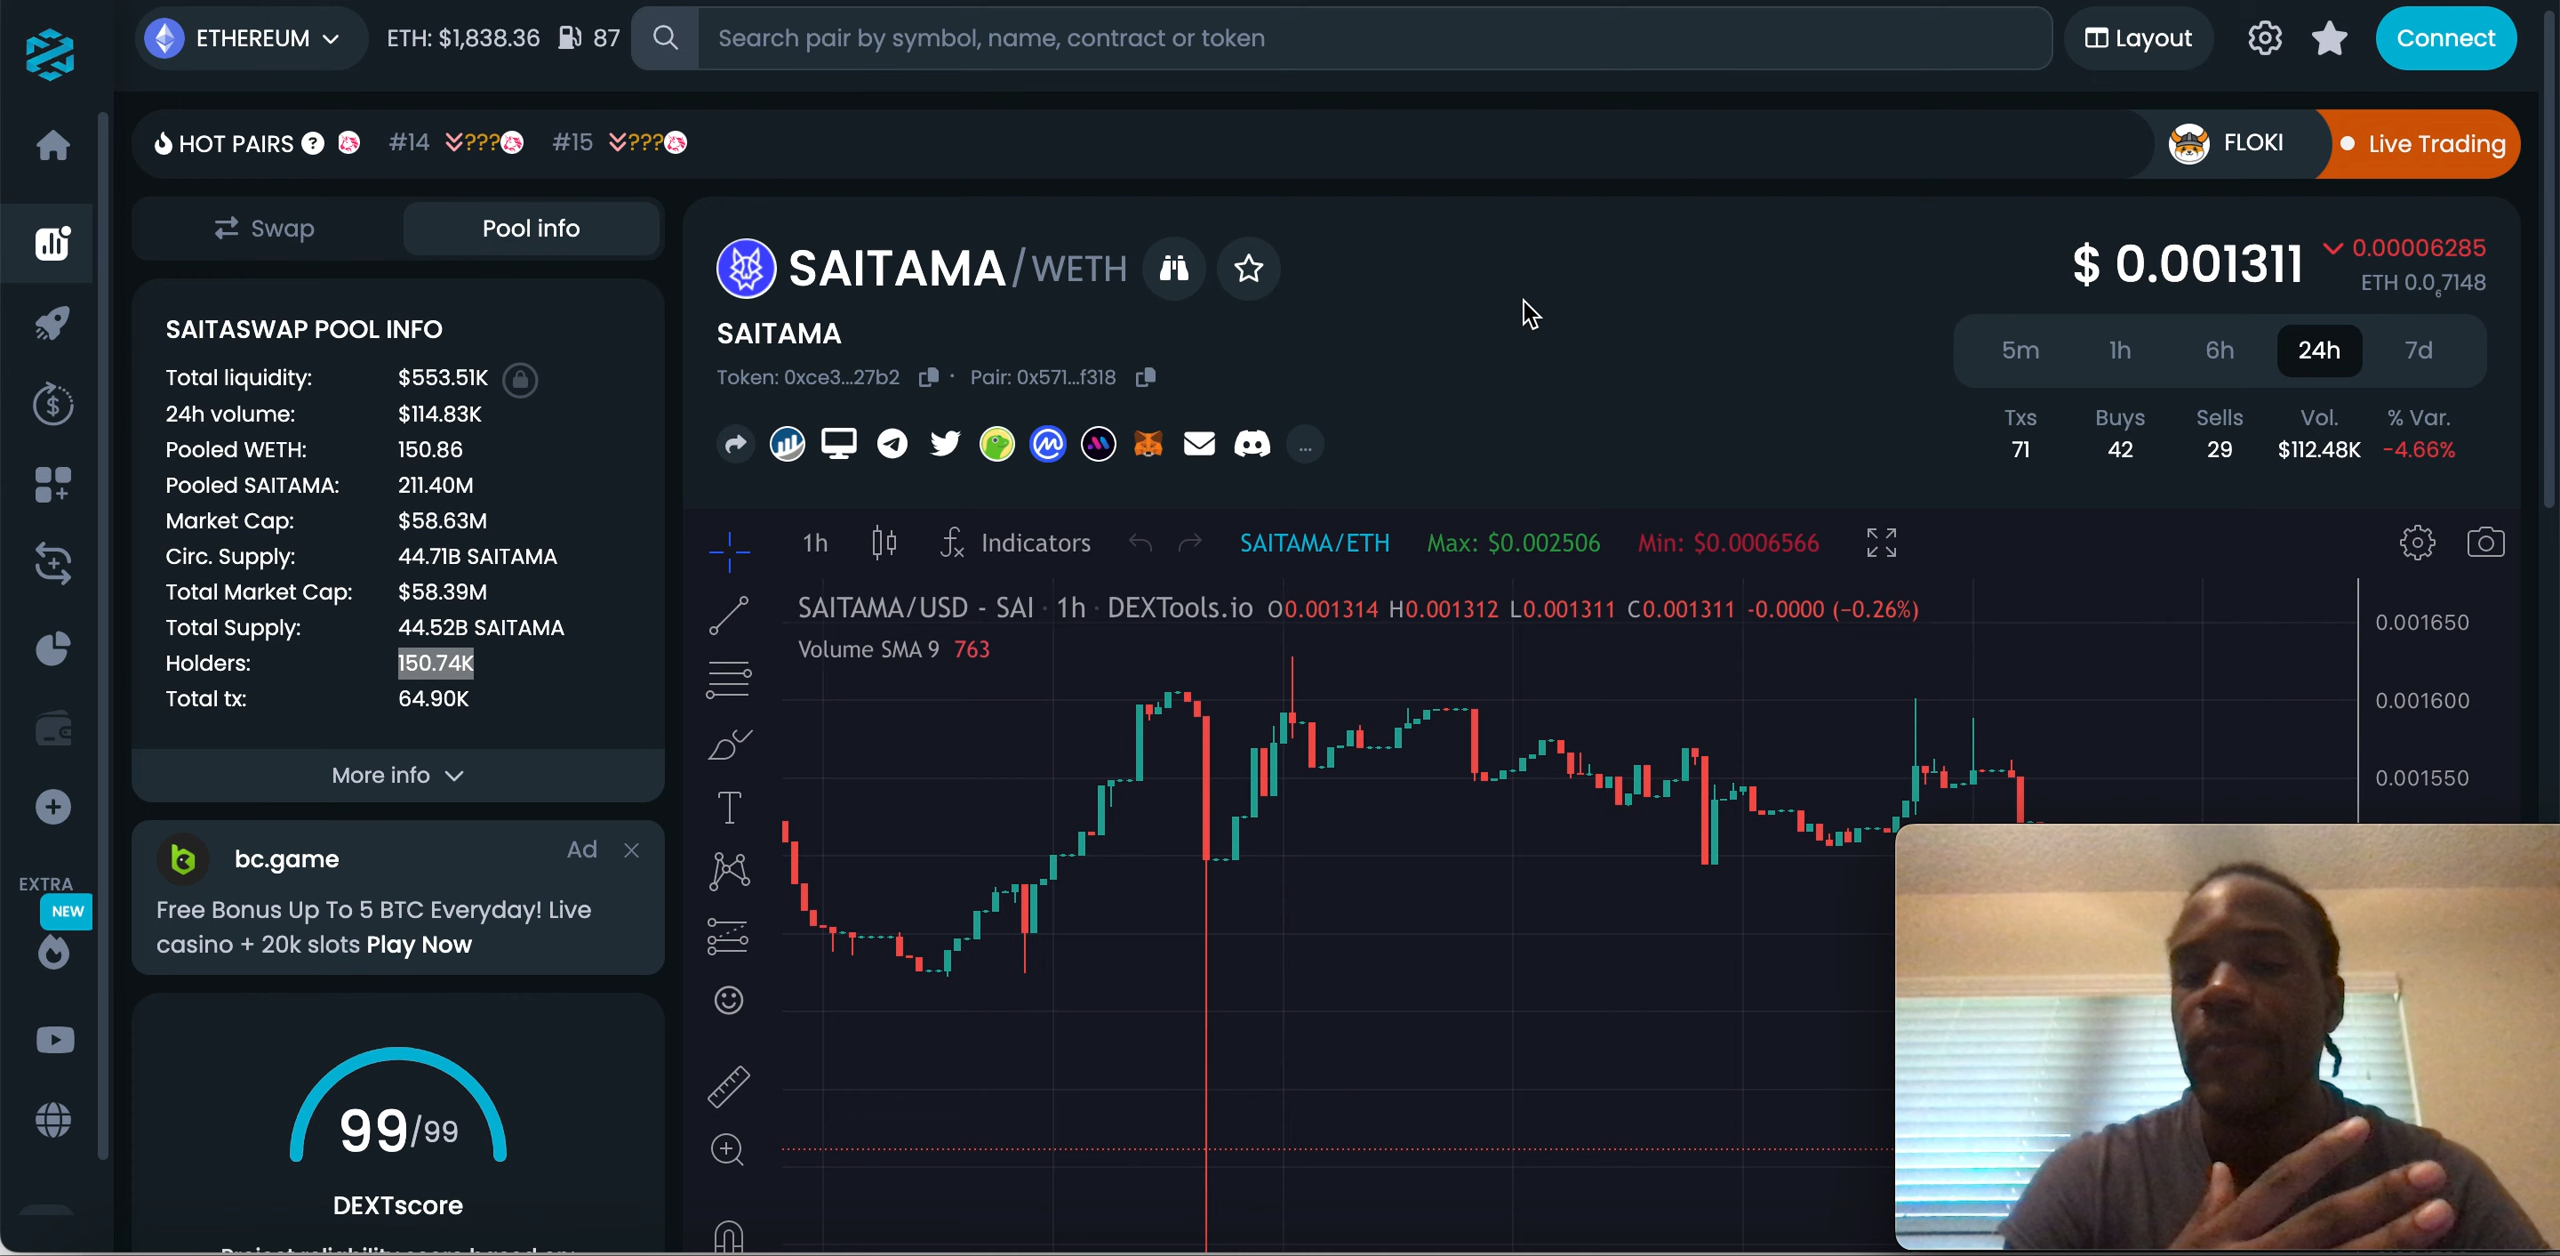 ETHEREUM
ETH: $1,838.36
87
Search pair by symbol, name, contract or token
Layout
Connect
HOT PAIRS ?
#14 ???
#15 ???
FLOKI
Live Trading
Swap
Pool info
SAITASWAP POOL INFO
Total liquidity: $553.51K
24h volume: $114.83K
Pooled WETH: 150.86
Pooled SAITAMA: 211.40M
Market Cap: $58.63M
Circ. Supply: 44.71B SAITAMA
Total Market Cap: $58.39M
Total Supply: 44.52B SAITAMA
Holders: 150.74K
Total tx: 64.90K
More info
bc.game
Ad
Free Bonus Up To 5 BTC Everyday! Live
casino + 20k slots Play Now
99/99
DEXTscore
EXTRA
NEW
SAITAMA/WETH
SAITAMA
Token: 0xce3...27b2 · Pair: 0x571...f318
...
$ 0.001311
0.00006285
ETH 0.0₆7148
5m 1h 6h 24h 7d
Txs Buys Sells Vol. % Var.
71 42 29 $112.48K -4.66%
1h
Indicators
SAITAMA/ETH
Max: $0.002506
Min: $0.0006566
SAITAMA/USD - SAI · 1h · DEXTools.io O0.001314 H0.001312 L0.001311 C0.001311 -0.0000 (−0.26%)
Volume SMA 9 763
0.001650
0.001600
0.001550